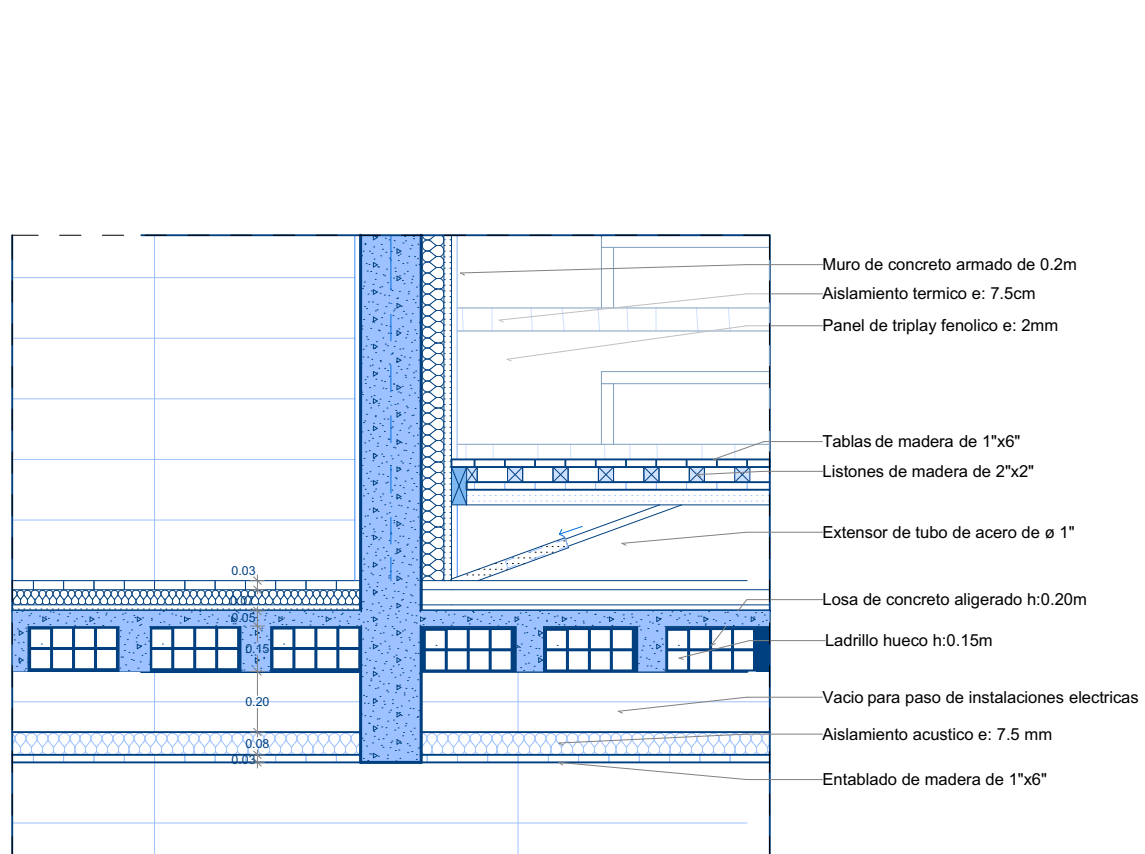 Muro de concreto armado de 0.2m
Aislamiento termico e: 7.5cm
Panel de triplay fenolico e: 2mm
Tablas de madera de 1"x6"
Listones de madera de 2"x2"
Extensor de tubo de acero de ø 1"
0.03
0.07
0.05
Losa de concreto aligerado h:0.20m
Ladrillo hueco h:0.15m
0.15
Vacio para paso de instalaciones electricas
0.20
Aislamiento acustico e: 7.5 mm
0.08
0.03
Entablado de madera de 1"x6"